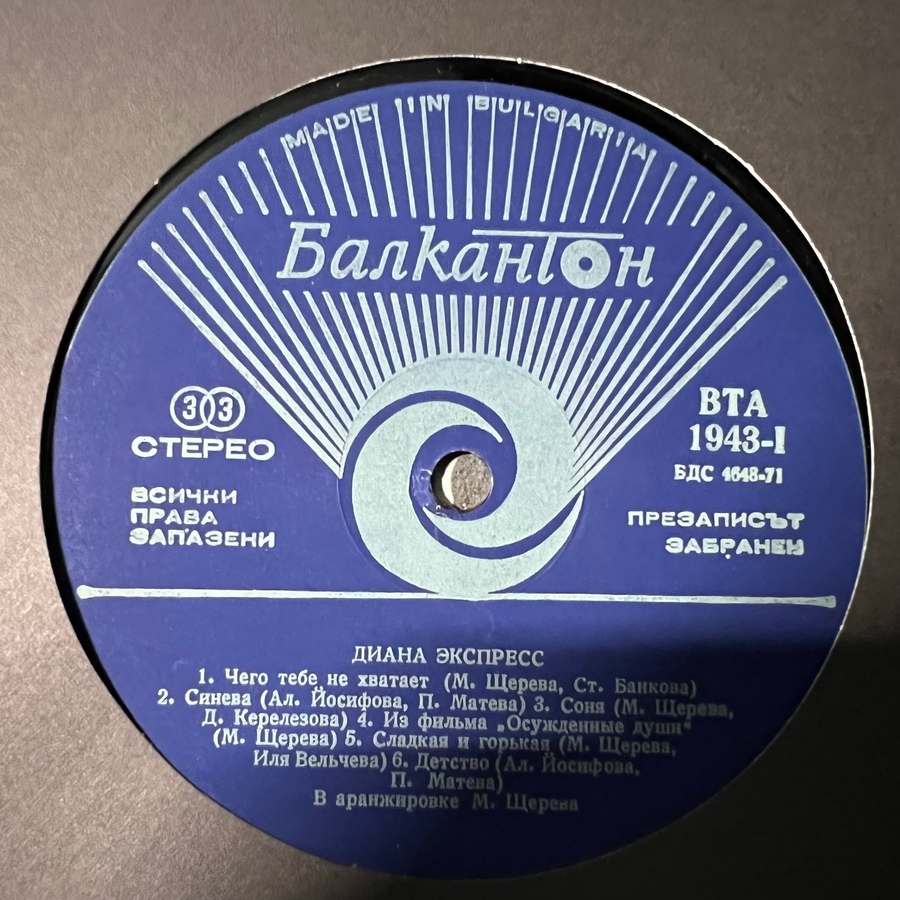 MADE IN BULGARIA
Балкантон
33
СТЕРЕО
ВСИЧКИ
ПРАВА
ЗАПАЗЕНИ
ВТА
1943-I
БДС 4648-71
ПРЕЗАПИСЪТ
ЗАБРАНЕН
ДИАНА ЭКСПРЕСС
1. Чего тебе не хватает (М. Щерева, Ст. Банкова)
2. Синева (Ал. Йосифова, П. Матева) 3. Соня (М. Щерева,
Д. Керелезова) 4. Из фильма „Осужденные души“
(М. Щерева) 5. Сладкая и горькая (М. Щерева,
Иля Вельчева) 6. Детство (Ал. Йосифова,
П. Матева)
В аранжировке М. Щерева